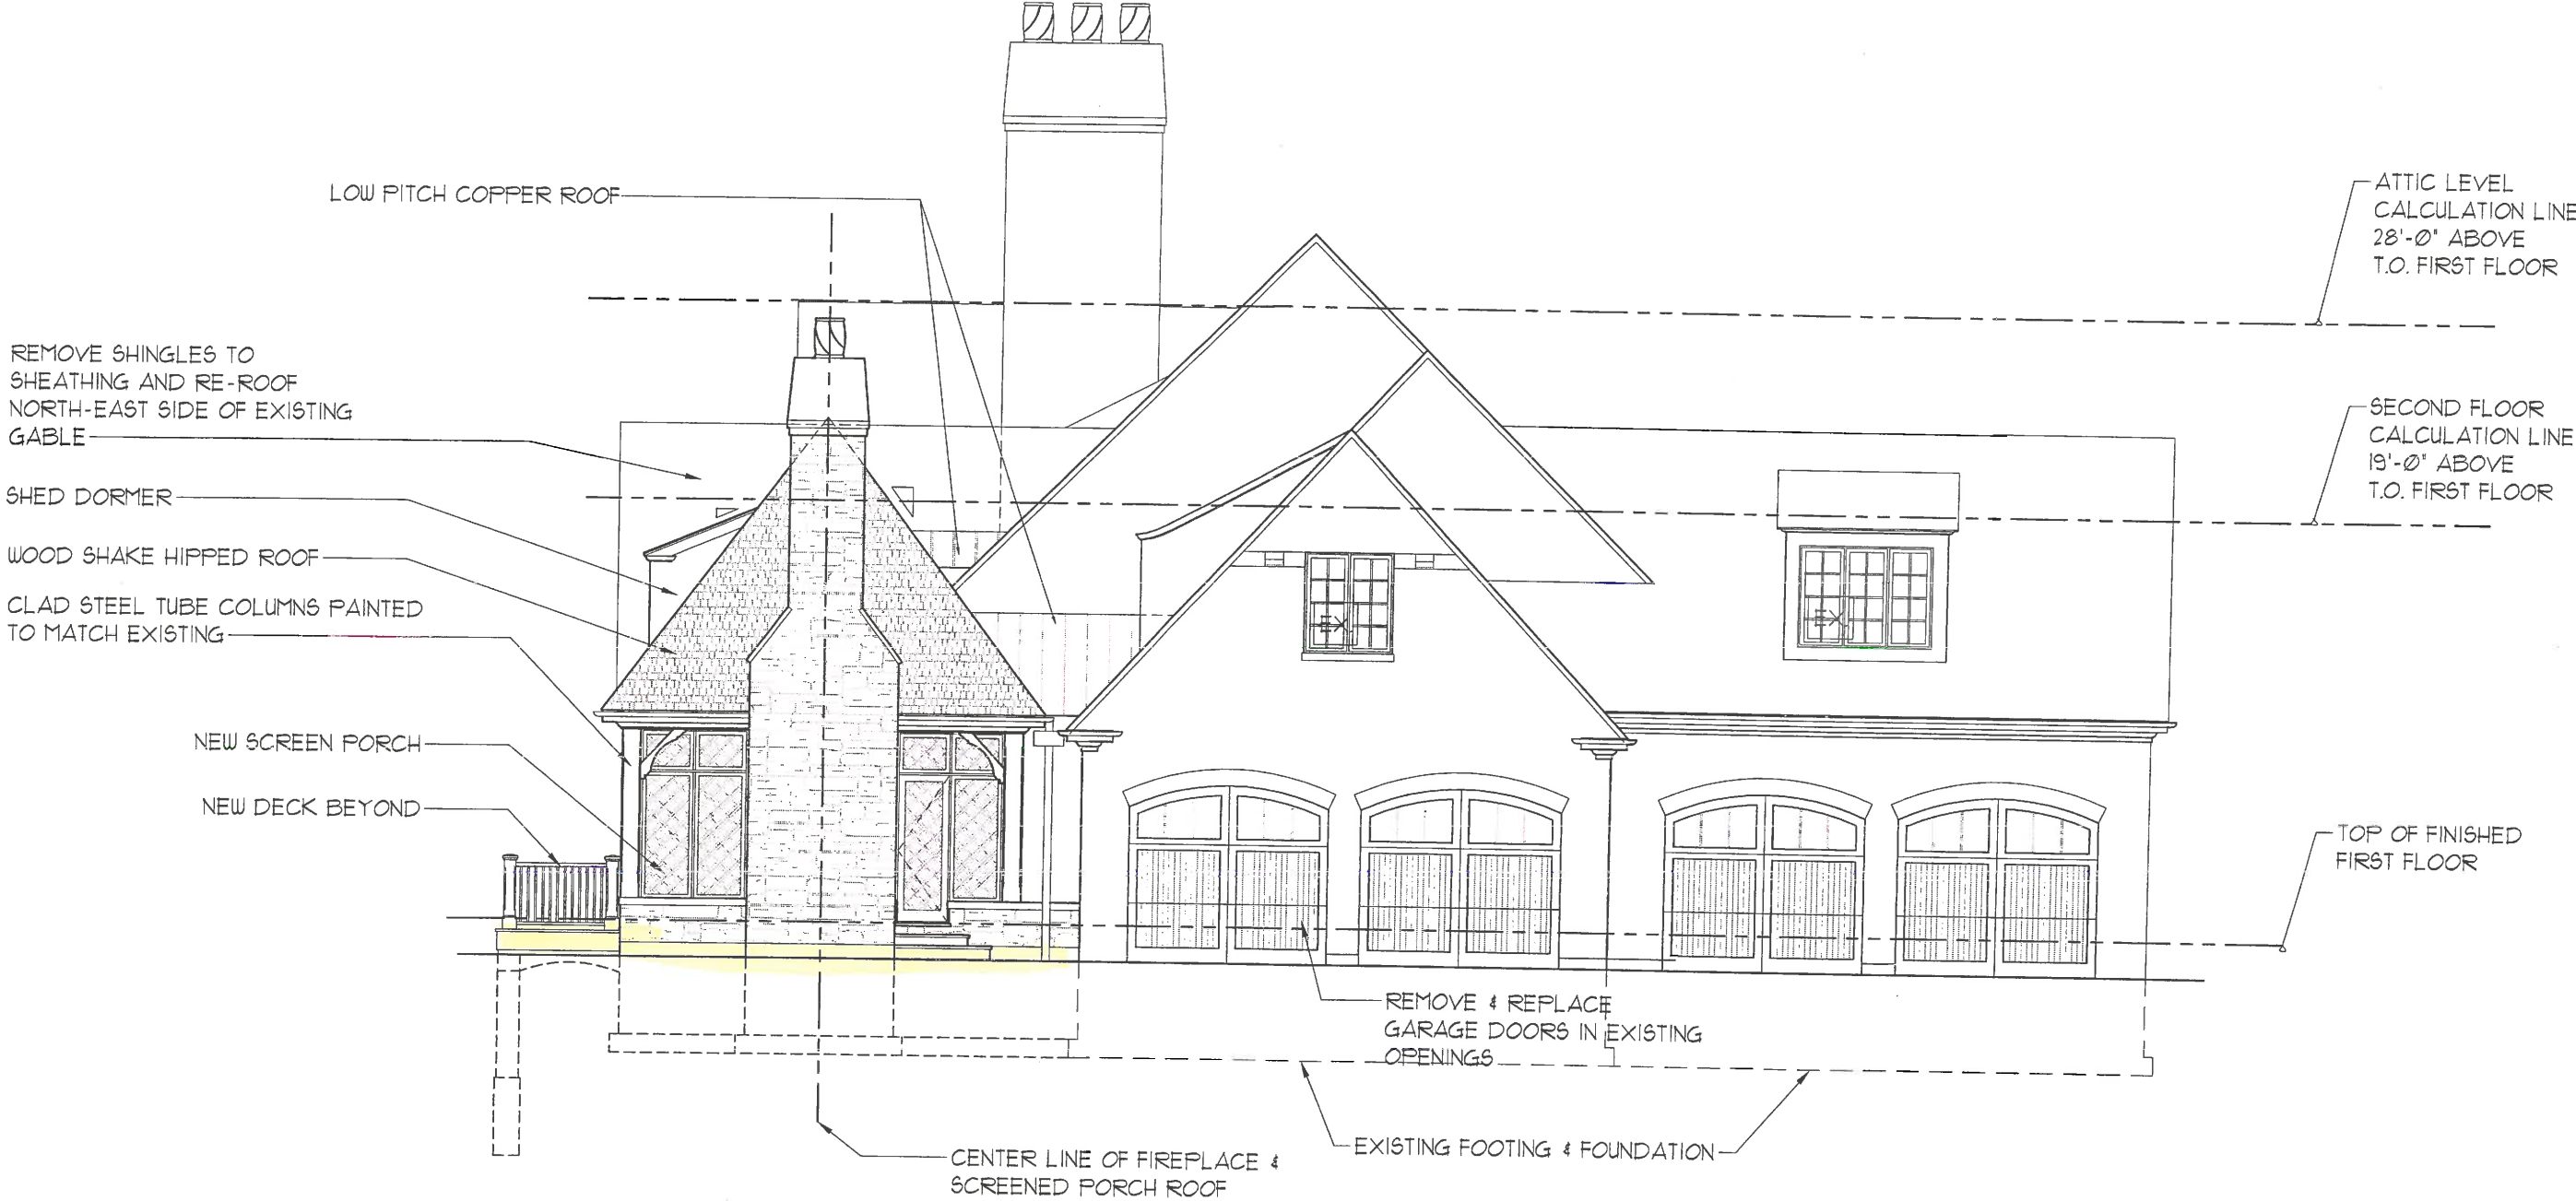 LOW PITCH COPPER ROOF
ATTIC LEVEL
CALCULATION LINE
28'-0" ABOVE
T.O. FIRST FLOOR
REMOVE SHINGLES TO
SHEATHING AND RE-ROOF
NORTH-EAST SIDE OF EXISTING
GABLE
SECOND FLOOR
CALCULATION LINE
19'-0" ABOVE
T.O. FIRST FLOOR
SHED DORMER
WOOD SHAKE HIPPED ROOF
CLAD STEEL TUBE COLUMNS PAINTED
TO MATCH EXISTING
EX
EX
NEW SCREEN PORCH
NEW DECK BEYOND
TOP OF FINISHED
FIRST FLOOR
REMOVE & REPLACE
GARAGE DOORS IN EXISTING
OPENINGS
EXISTING FOOTING & FOUNDATION
CENTER LINE OF FIREPLACE &
SCREENED PORCH ROOF